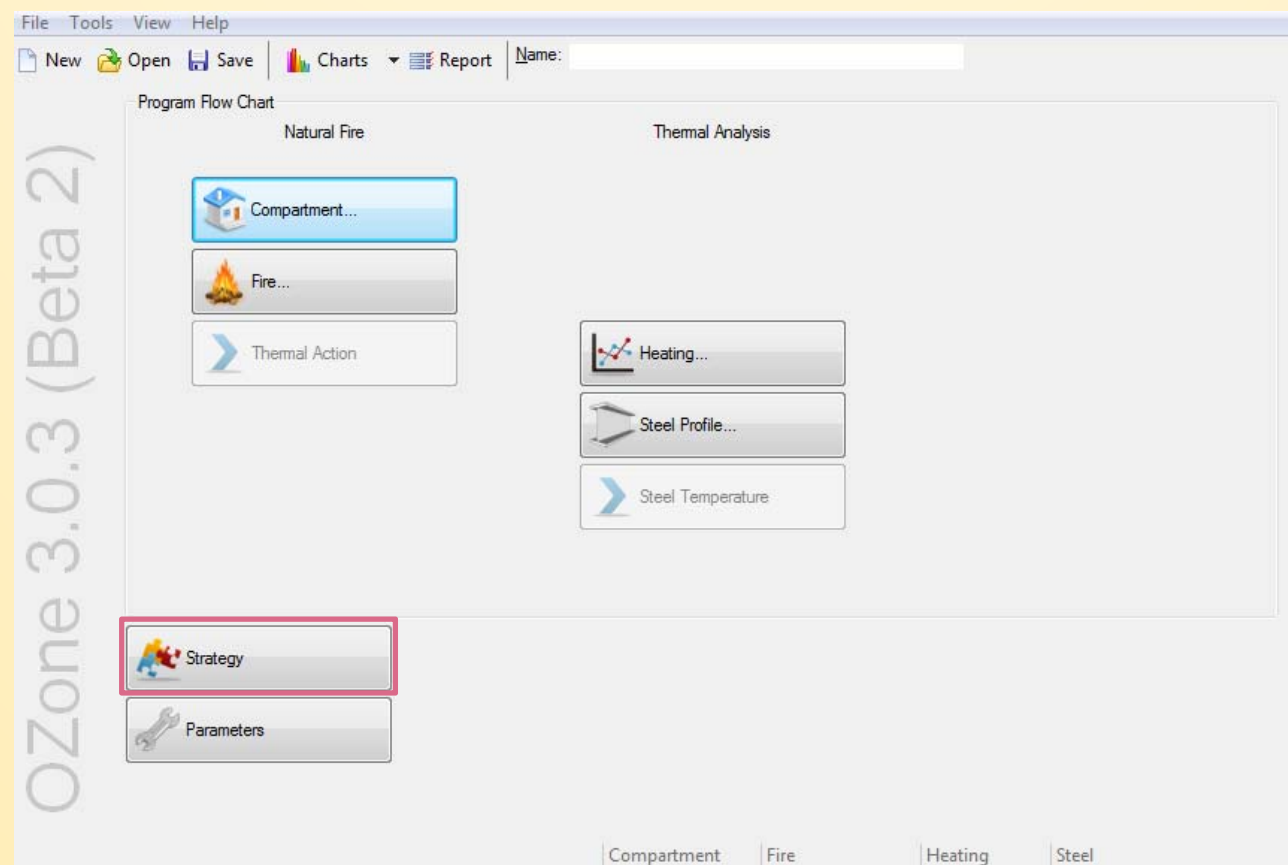 File Tools View Help
New Open Save Charts Report Name:
Program Flow Chart
Natural Fire Thermal Analysis
Compartment...
Fire...
Thermal Action Heating...
Steel Profile...
Steel Temperature
Strategy
Parameters
OZone 3.0.3 (Beta 2)
Compartment Fire Heating Steel